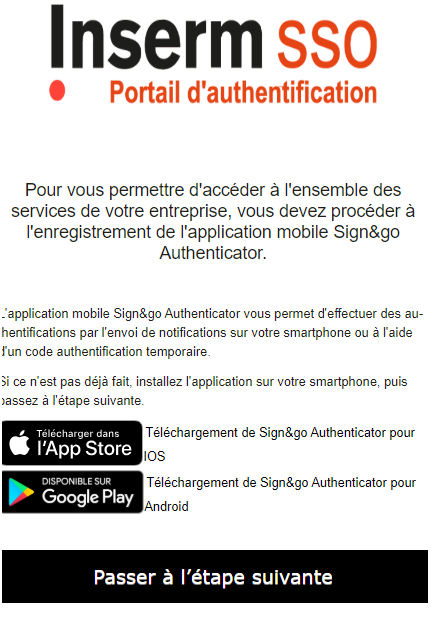 Inserm SSO
Portail d'authentification
Pour vous permettre d'accéder à l'ensemble des
services de votre entreprise, vous devez procéder à
l'enregistrement de l'application mobile Sign&go
Authenticator.
L'application mobile Sign&go Authenticator vous permet d'effectuer des au-
thentifications par l'envoi de notifications sur votre smartphone ou à l'aide
d'un code authentification temporaire.
Si ce n'est pas déjà fait, installez l'application sur votre smartphone, puis
passez à l'étape suivante.
Télécharger dans
l'App Store
Téléchargement de Sign&go Authenticator pour
IOS
DISPONIBLE SUR
Google Play
Téléchargement de Sign&go Authenticator pour
Android
Passer à l’étape suivante